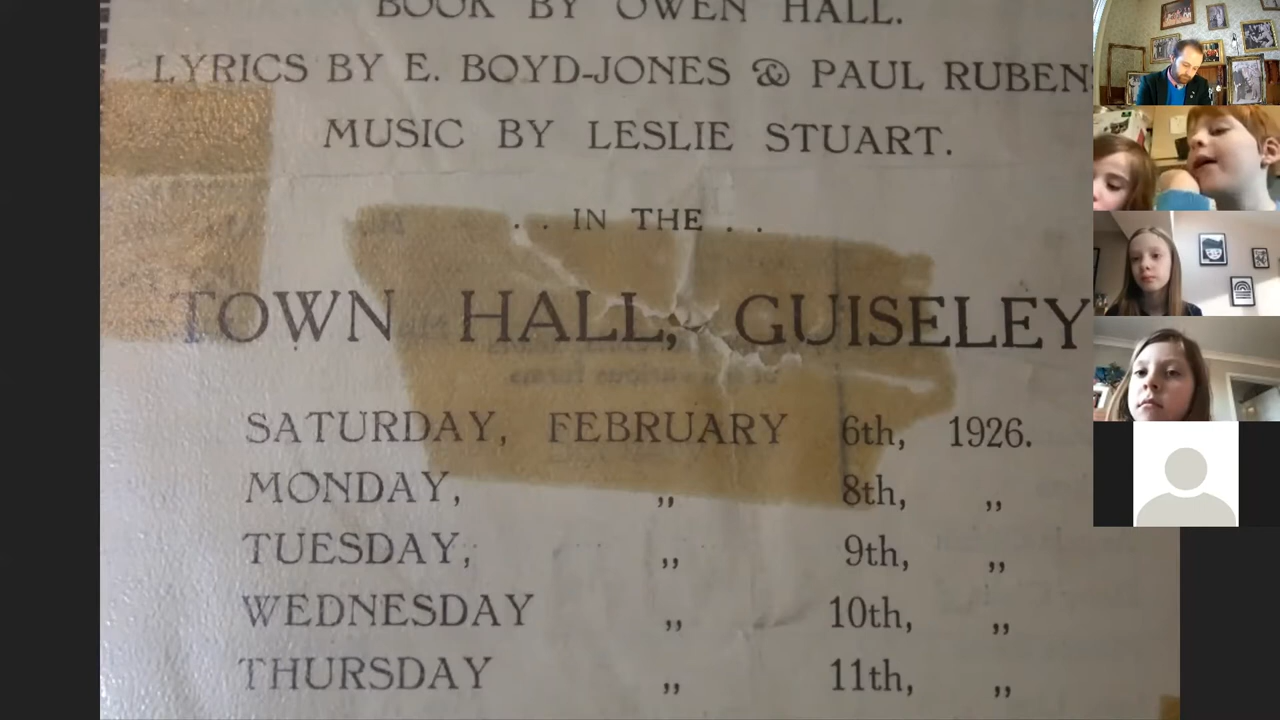 BOOK BY OWEN HALL.
LYRICS BY E. BOYD-JONES & PAUL RUBENS
MUSIC BY LESLIE STUART.
. . IN THE . .
TOWN HALL, GUISELEY
SATURDAY, FEBRUARY 6th, 1926.
MONDAY, ,, 8th, ,,
TUESDAY, ,, 9th, ,,
WEDNESDAY ,, 10th, ,,
THURSDAY ,, 11th, ,,